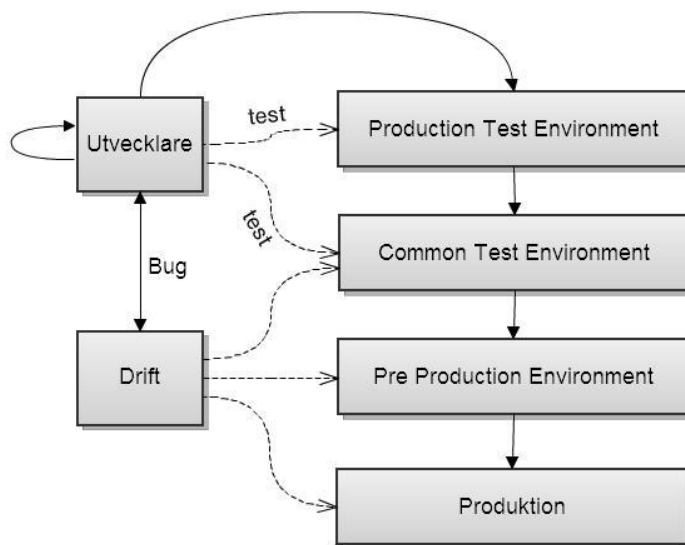 test
Utvecklare
Production Test Environment
test
Common Test Environment
Bug
Drift
Pre Production Environment
Produktion